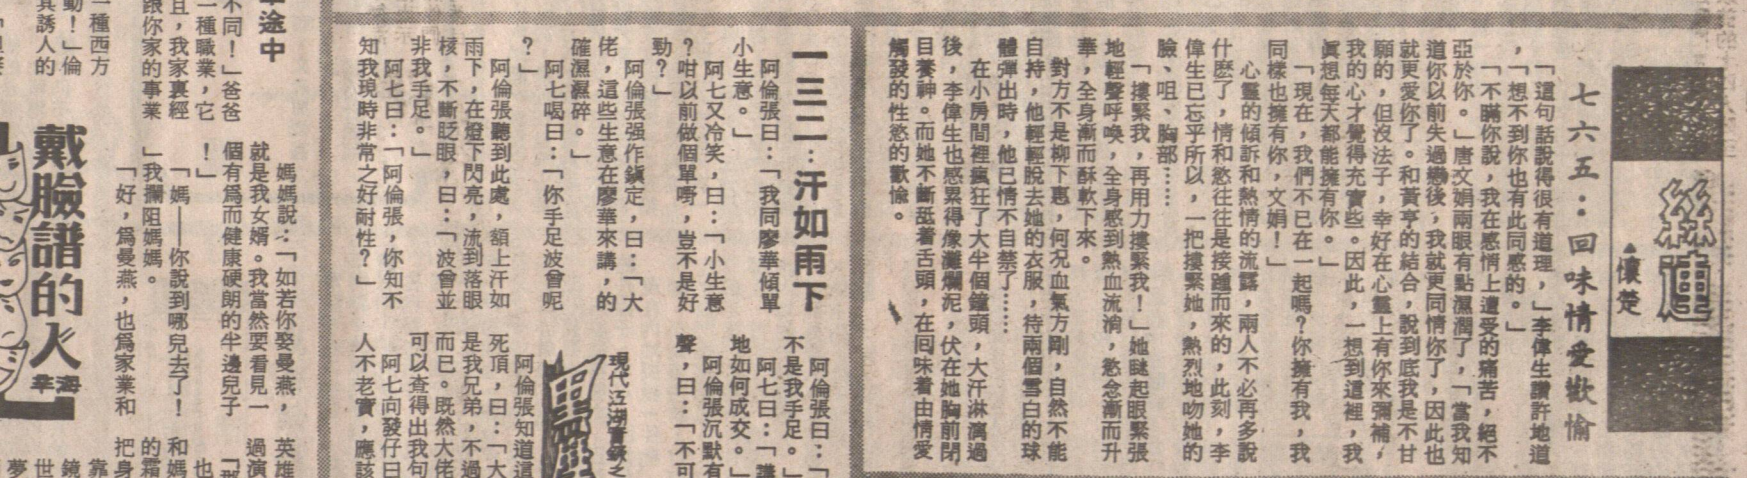 絲連
▲懷楚
七六五：回味情愛歡愉
「這句話說得很有道理，」李偉生讚許地道
，「想不到你也有此同感的。」
「不瞞你說，我在感情上遭受的痛苦，絕不
亞於你。」唐文娟兩眼有點濕潤了，「當我知
道你以前失過戀後，我就更同情你了，因此也
就更愛你了。和黃亨的結合，說到底我是不甘
願的，但沒法子，幸好在心靈上有你來彌補，
我的心才覺得充實些。因此，一想到這裡，我
眞想每天都能擁有你。」
「現在，我們不已在一起嗎？你擁有我，我
同樣也擁有你，文娟！」
心靈的傾訴和熱情的流露，兩人不必再多說
什麽了，情和慾往往是接踵而來的，此刻，李
偉生已忘乎所以，一把摟緊她，熱烈地吻她的
臉、咀、胸部……
「摟緊我，再用力摟緊我！」她瞇起眼緊張
地輕聲呼喚，全身感到熱血流淌，慾念漸而升
華，全身漸而酥軟下來。
對方不是柳下惠，何況血氣方剛，自然不能
自持，他輕輕脫去她的衣服，待兩個雪白的球
體彈出時，他已情不自禁了……
在小房間裡瘋狂了大半個鐘頭，大汗淋漓過
後，李偉生也感累得像灘爛泥，伏在她胸前閉
目養神。而她不斷舐着舌頭，在回味着由情愛
觸發的性慾的歡愉。
一三二：汗如雨下
阿倫張曰：「我同廖華傾單
小生意。」
阿七又冷笑，曰：「小生意
？咁以前做個單嘢，豈不是好
勁？」
阿倫張强作鎮定，曰：「大
佬，這些生意在廖華來講，的
確濕濕碎。」
阿七喝曰：「你手足波曾呢
？」
阿倫張聽到此處，額上汗如
雨下，在燈下閃亮，流到落眼
核，不斷眨眼，曰：「波曾並
非我手足。」
阿七曰：「阿倫張，你知不
知我現時非常之好耐性？」
阿倫張曰：「
不是我手足。」
阿七曰：「講
地如何成交。」
阿倫張沉默有
聲，曰：「不可
現代江湖實錄之
阿倫張知道這
死頂，曰：「大
是我兄弟，不過
而已。既然大佬
可以查得出我句
阿七向發仔曰
人不老實，應該
途中
不同！」爸爸
一種職業，它
且，我家裏經
跟你家的事業
一種西方
動！」倫
其誘人的
戴臉譜的人
海
媽媽說：「如若你娶曼燕，
就是我女婿。我當然要看見一
個有爲而健康硬朗的半邊兒子
！」
「媽——你說到哪兒去了！
」我攔阻媽媽。
「好，爲曼燕，也爲家業和
英雄
過演
也
和媽
的霜
把身
靠
鏡
世
夢